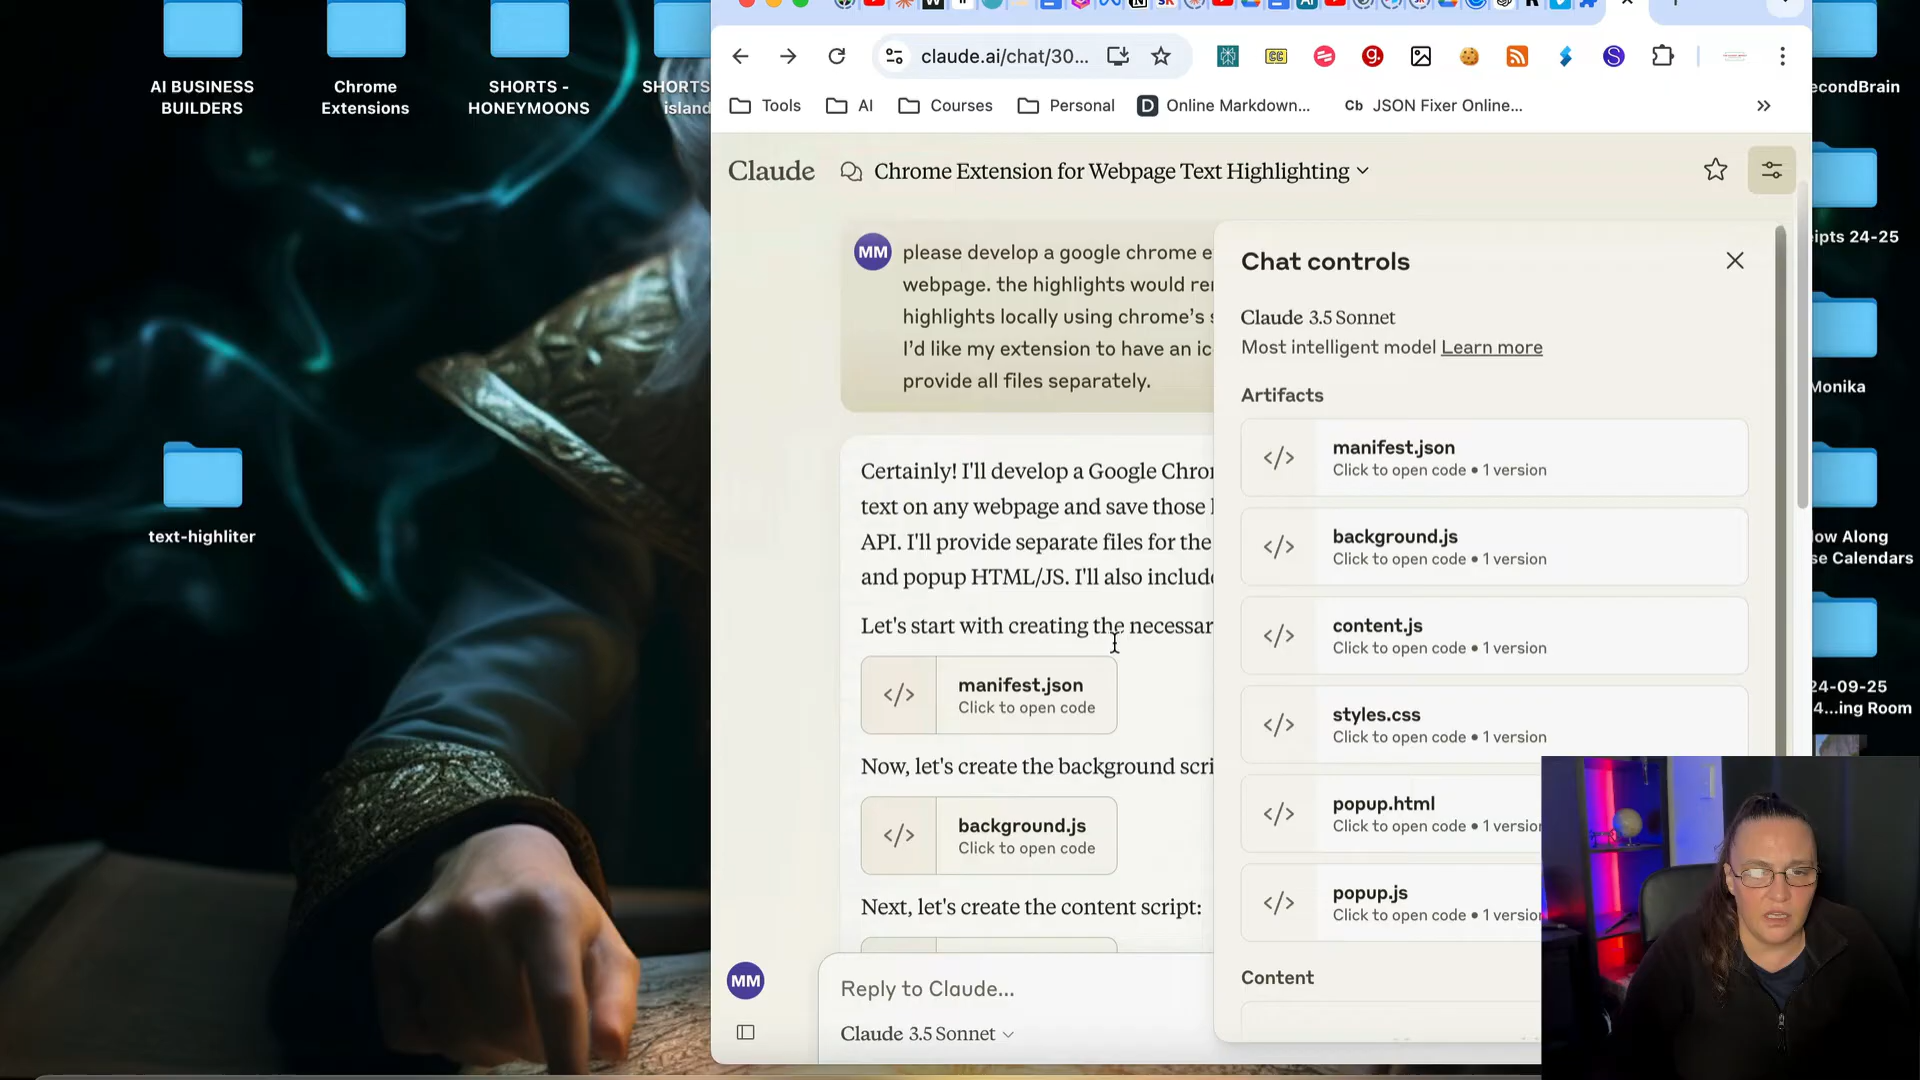 AI BUSINESS
BUILDERS
Chrome
Extensions
SHORTS -
HONEYMOONS
SHORTS
island
text-highliter
claude.ai/chat/30...
CC
g
S
Tools
AI
Courses
Personal
D
Online Markdown...
Cb
JSON Fixer Online...
Claude
Chrome Extension for Webpage Text Highlighting
MM
please develop a google chrome e
webpage. the highlights would re
highlights locally using chrome's s
I'd like my extension to have an ic
provide all files separately.
Certainly! I'll develop a Google Chro
text on any webpage and save those
API. I'll provide separate files for the
and popup HTML/JS. I'll also include
Let's start with creating the necessar
</>
manifest.json
Click to open code
Now, let's create the background scri
</>
background.js
Click to open code
Next, let's create the content script:
MM
Reply to Claude...
Claude 3.5 Sonnet
Chat controls
Claude 3.5 Sonnet
Most intelligent model Learn more
Artifacts
</>
manifest.json
Click to open code • 1 version
</>
background.js
Click to open code • 1 version
</>
content.js
Click to open code • 1 version
</>
styles.css
Click to open code • 1 version
</>
popup.html
Click to open code • 1 versio
</>
popup.js
Click to open code • 1 versio
Content
econdBrain
ipts 24-25
Monika
ow Along
se Calendars
24-09-25
4...ing Room